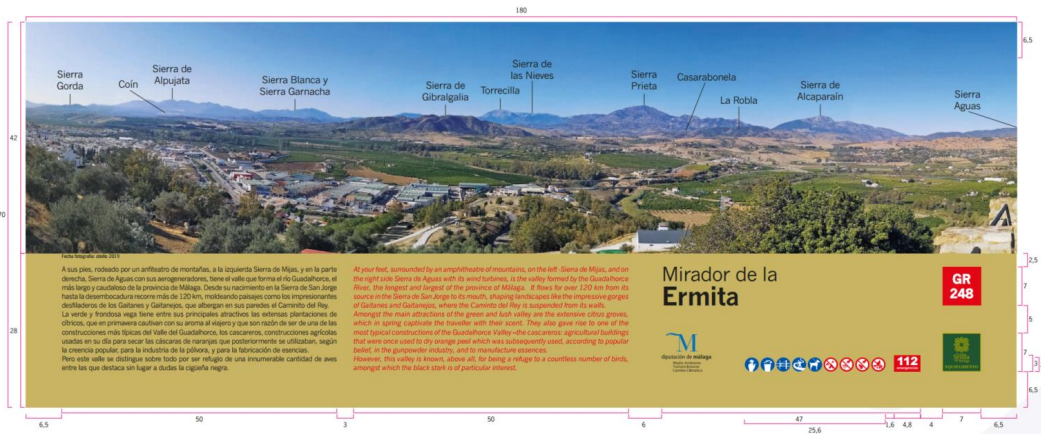 180
6,5
Sierra
Gorda
Coín
Sierra de
Alpujata
Sierra Blanca y
Sierra Garnacha
Sierra de
Gibralgalia
Torrecilla
Sierra de
las Nieves
Sierra
Prieta
Casarabonela
La Robla
Sierra de
Alcaparaín
Sierra
Aguas
42
70
28
Fecha fotografía: otoño 2019
A sus pies, rodeado por un anfiteatro de montañas, a la izquierda Sierra de Mijas, y en la parte
derecha, Sierra de Aguas con sus aerogeneradores, tiene el valle que forma el río Guadalhorce, el
más largo y caudaloso de la provincia de Málaga. Desde su nacimiento en la Sierra de San Jorge
hasta la desembocadura recorre más de 120 km, moldeando paisajes como los impresionantes
desfiladeros de los Gaitanes y Gaitanejos, que albergan en sus paredes el Caminito del Rey.
La verde y frondosa vega tiene entre sus principales atractivos las extensas plantaciones de
cítricos, que en primavera cautivan con su aroma al viajero y que son razón de ser de una de las
construcciones más típicas del Valle del Guadalhorce, los cascareros, construcciones agrícolas
usadas en su día para secar las cáscaras de naranjas que posteriormente se utilizaban, según
la creencia popular, para la industria de la pólvora, y para la fabricación de esencias.
Pero este valle se distingue sobre todo por ser refugio de una innumerable cantidad de aves
entre las que destaca sin lugar a dudas la cigüeña negra.
At your feet, surrounded by an amphitheatre of mountains, on the left -Sierra de Mijas, and on
the right side Sierra de Aguas with its wind turbines, is the valley formed by the Guadalhorce
River, the longest and largest of the province of Málaga. It flows for over 120 km from its
source in the Sierra de San Jorge to its mouth, shaping landscapes like the impressive gorges
of Gaitanes and Gaitanejos, where the Caminito del Rey is suspended from its walls.
Amongst the main attractions of the green and lush valley are the extensive citrus groves,
which in spring captivate the traveller with their scent. They also gave rise to one of the
most typical constructions of the Guadalhorce Valley –the cascareros: agricultural buildings
that were once used to dry orange peel which was subsequently used, according to popular
belief, in the gunpowder industry, and to manufacture essences.
However, this valley is known, above all, for being a refuge to a countless number of birds,
amongst which the black stork is of particular interest.
Mirador de la
Ermita
GR
248
M
diputación de málaga
112
EQUIPAMIENTO
2,5
7
5
7
3
6,5
6,5
50
3
50
6
47
25,6
1,6
4,8
4
7
6,5